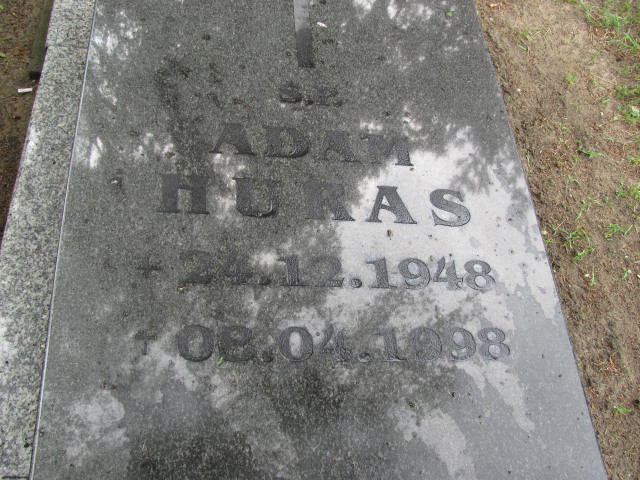 Ś.P.
ADAM
HURAS
* 24.12.1948
+ 08.04.1998